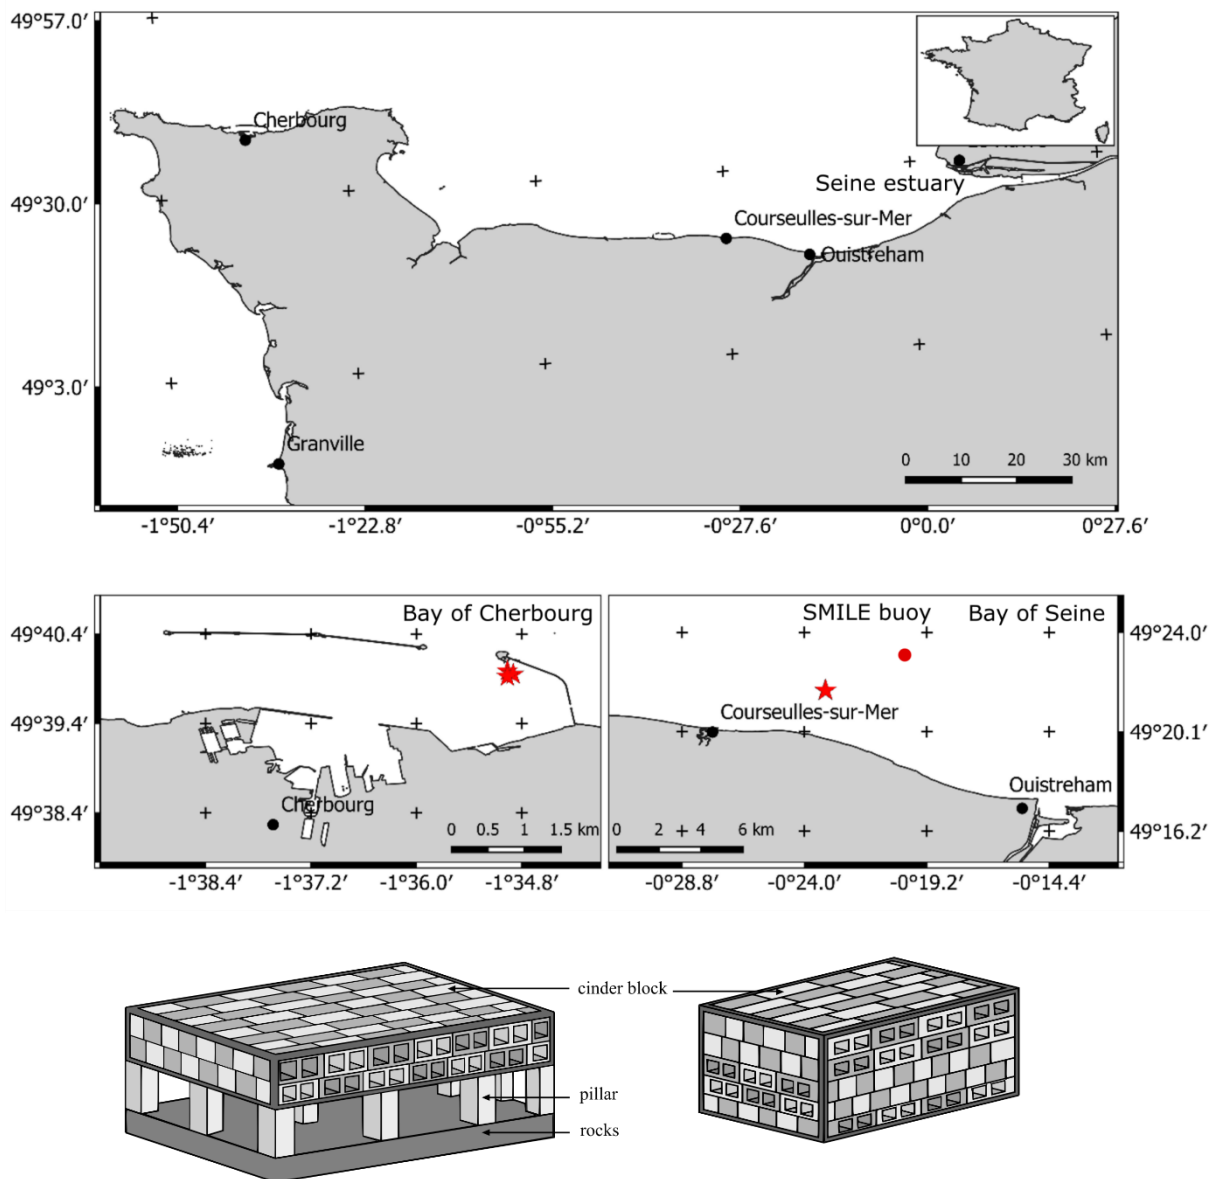 49°57.0'
Cherbourg
Seine estuary
49°30.0'
Courseulles-sur-Mer
Ouistreham
49°3.0'
Granville
0 10 20 30 km
-1°50.4' -1°22.8' -0°55.2' -0°27.6' 0°0.0' 0°27.6'
Bay of Cherbourg
49°40.4'
49°39.4'
Cherbourg
49°38.4'
0 0.5 1 1.5 km
-1°38.4' -1°37.2' -1°36.0' -1°34.8'
SMILE buoy Bay of Seine
49°24.0'
Courseulles-sur-Mer
49°20.1'
Ouistreham
0 2 4 6 km
49°16.2'
-0°28.8' -0°24.0' -0°19.2' -0°14.4'
cinder block
pillar
rocks